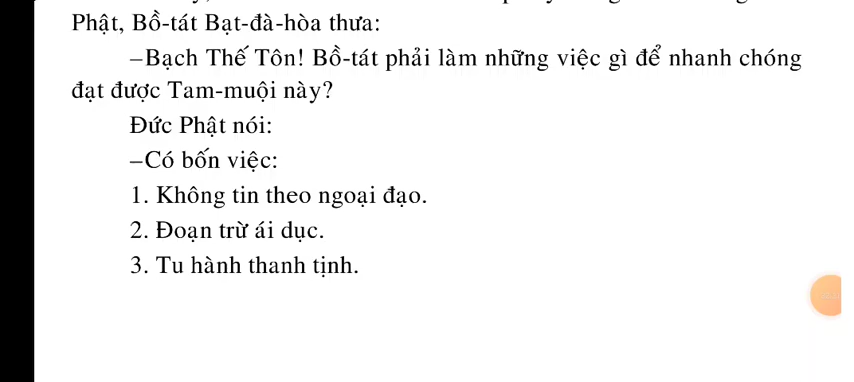 Phật, Bồ-tát Bạt-đà-hòa thưa:
–Bạch Thế Tôn! Bồ-tát phải làm những việc gì để nhanh chóng
đạt được Tam-muội này?
Đức Phật nói:
–Có bốn việc:
1. Không tin theo ngoại đạo.
2. Đoạn trừ ái dục.
3. Tu hành thanh tịnh.